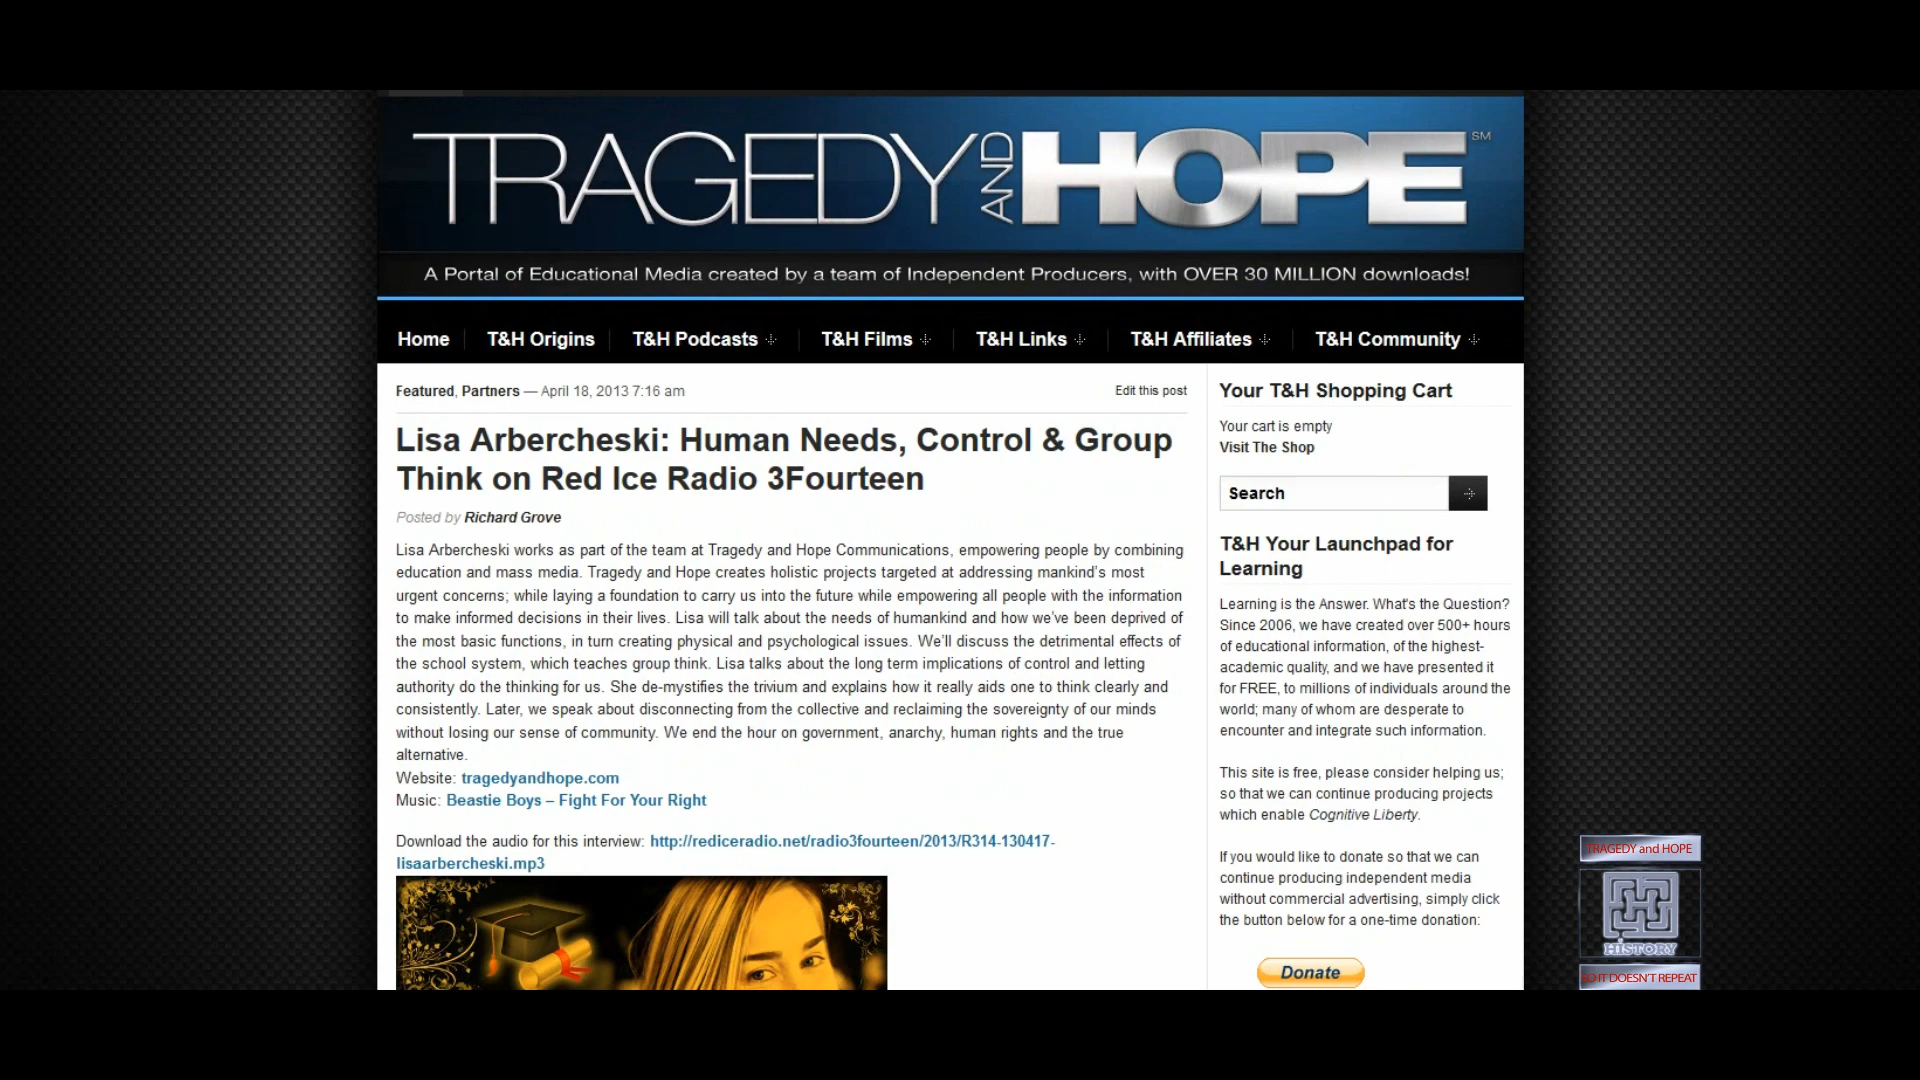 TRAGEDY AND HOPE SM
A Portal of Educational Media created by a team of Independent Producers, with OVER 30 MILLION downloads!
Home T&H Origins T&H Podcasts T&H Films T&H Links T&H Affiliates T&H Community
Featured, Partners — April 18, 2013 7:16 am
Edit this post
Lisa Arbercheski: Human Needs, Control & Group
Think on Red Ice Radio 3Fourteen
Posted by Richard Grove
Lisa Arbercheski works as part of the team at Tragedy and Hope Communications, empowering people by combining
education and mass media. Tragedy and Hope creates holistic projects targeted at addressing mankind's most
urgent concerns; while laying a foundation to carry us into the future while empowering all people with the information
to make informed decisions in their lives. Lisa will talk about the needs of humankind and how we've been deprived of
the most basic functions, in turn creating physical and psychological issues. We'll discuss the detrimental effects of
the school system, which teaches group think. Lisa talks about the long term implications of control and letting
authority do the thinking for us. She de-mystifies the trivium and explains how it really aids one to think clearly and
consistently. Later, we speak about disconnecting from the collective and reclaiming the sovereignty of our minds
without losing our sense of community. We end the hour on government, anarchy, human rights and the true
alternative.
Website: tragedyandhope.com
Music: Beastie Boys – Fight For Your Right
Download the audio for this interview: http://rediceradio.net/radio3fourteen/2013/R314-130417-
lisaarbercheski.mp3
Your T&H Shopping Cart
Your cart is empty
Visit The Shop
Search
T&H Your Launchpad for
Learning
Learning is the Answer. What's the Question?
Since 2006, we have created over 500+ hours
of educational information, of the highest-
academic quality, and we have presented it
for FREE, to millions of individuals around the
world; many of whom are desperate to
encounter and integrate such information.
This site is free, please consider helping us;
so that we can continue producing projects
which enable Cognitive Liberty.
If you would like to donate so that we can
continue producing independent media
without commercial advertising, simply click
the button below for a one-time donation:
Donate
TRAGEDY and HOPE
HISTORY
SO IT DOESN'T REPEAT